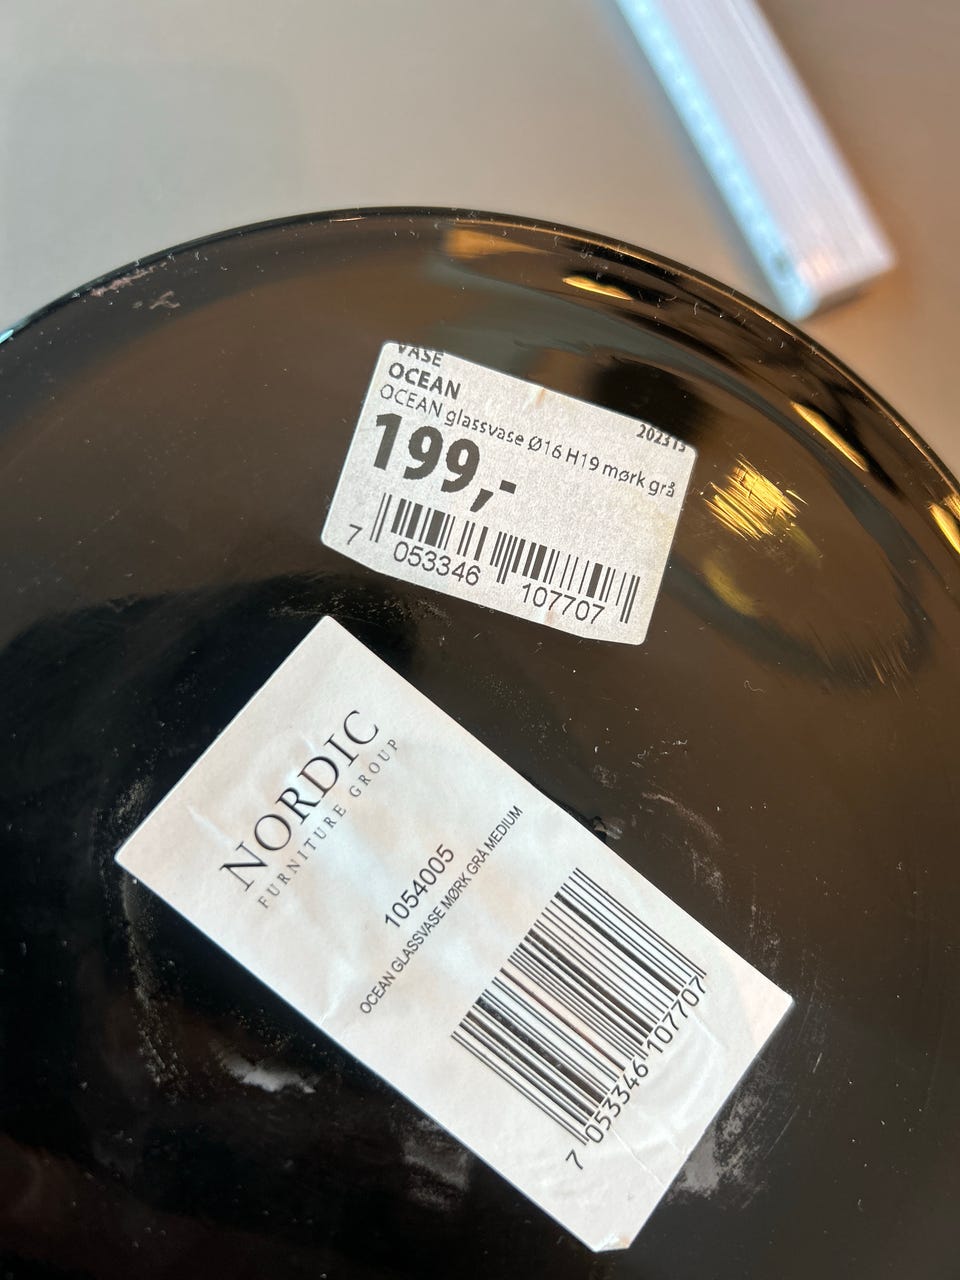 VASE
OCEAN
202313
OCEAN glassvase Ø16 H19 mørk grå
199,-
7 053346 107707
NORDIC
FURNITURE GROUP
1054005
OCEAN GLASSVASE MØRK GRÅ MEDIUM
7 053346 107707